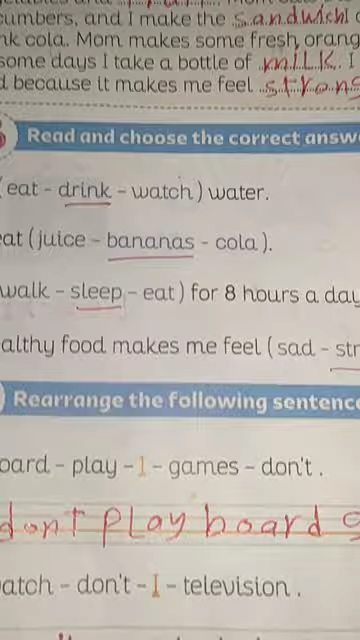 cumbers, and I make the sandwich
nk cola. Mom makes some fresh orang
some days I take a bottle of milk. I
d because it makes me feel strong
Read and choose the correct answ
(eat - drink - watch) water.
eat (juice - bananas - cola).
walk - sleep - eat) for 8 hours a day
althy food makes me feel (sad - str
Rearrange the following sentenc
oard - play - I - games - don't.
dont play board g
atch - don't - I - television.